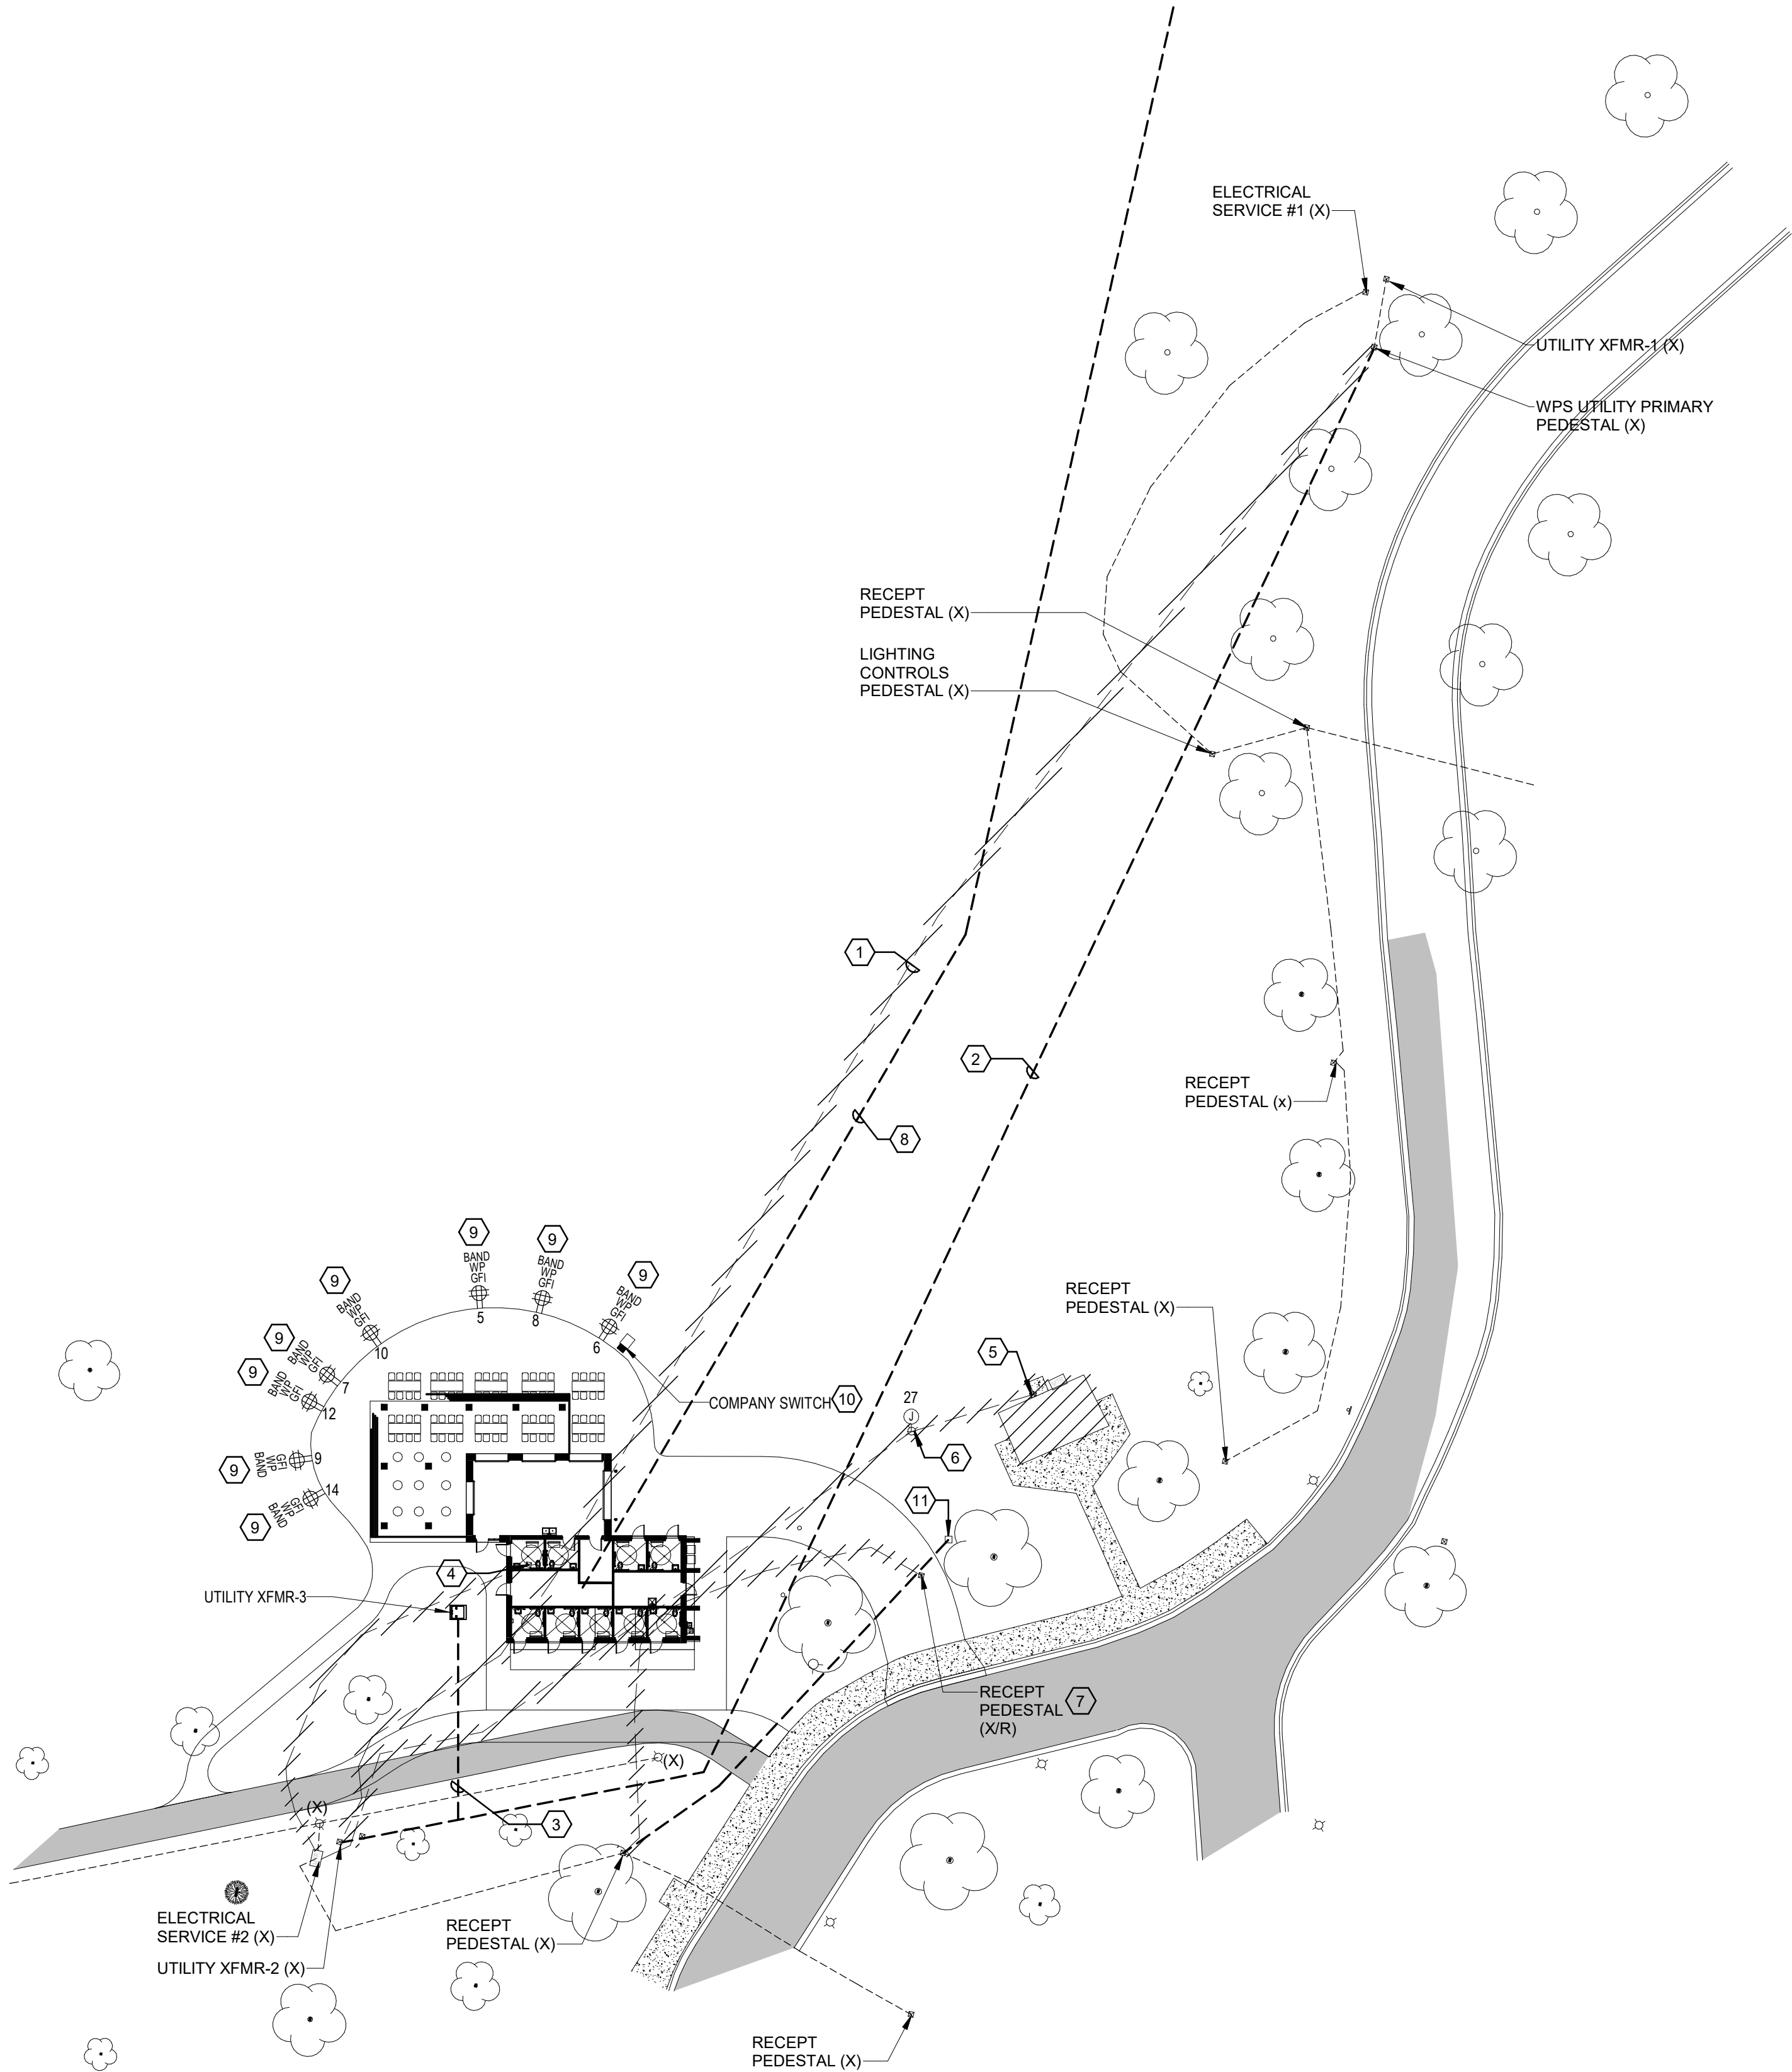 ELECTRICAL
SERVICE #1 (X)
UTILITY XFMR-1 (X)
WPS UTILITY PRIMARY
PEDESTAL (X)
RECEPT
PEDESTAL (X)
LIGHTING
CONTROLS
PEDESTAL (X)
1
2
RECEPT
PEDESTAL (x)
8
9
BAND
WP
GFI
5
9
BAND
WP
GFI
8
9
BAND
WP
GFI
6
9
BAND
WP
GFI
10
9
BAND
WP
GFI
7
9
BAND
WP
GFI
12
9
BAND
WP
GFI
9
9
BAND
WP
GFI
14
RECEPT
PEDESTAL (X)
5
COMPANY SWITCH 10
27
J
6
11
4
UTILITY XFMR-3
RECEPT
PEDESTAL 7
(X/R)
(X)
(X)
3
ELECTRICAL
SERVICE #2 (X)
UTILITY XFMR-2 (X)
RECEPT
PEDESTAL (X)
RECEPT
PEDESTAL (X)